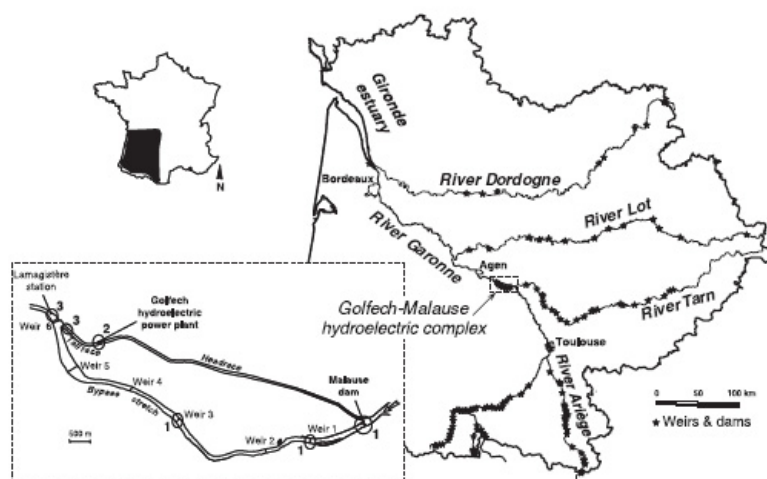 N
Gironde
estuary
Bordeaux
River Dordogne
River Lot
River Garonne
Agen
River Tarn
Golfech-Malause
hydroelectric complex
Toulouse
River Ariège
0 50 100 km
★ Weirs & dams
Lamagistère
station
3
3
2
Golfech
hydroelectric
power plant
Weir 6
Tailrace
Headrace
Weir 5
Weir 4
Bypass
stretch
Weir 3
1
Malause
dam
Weir 1
Weir 2
1
1
500 m